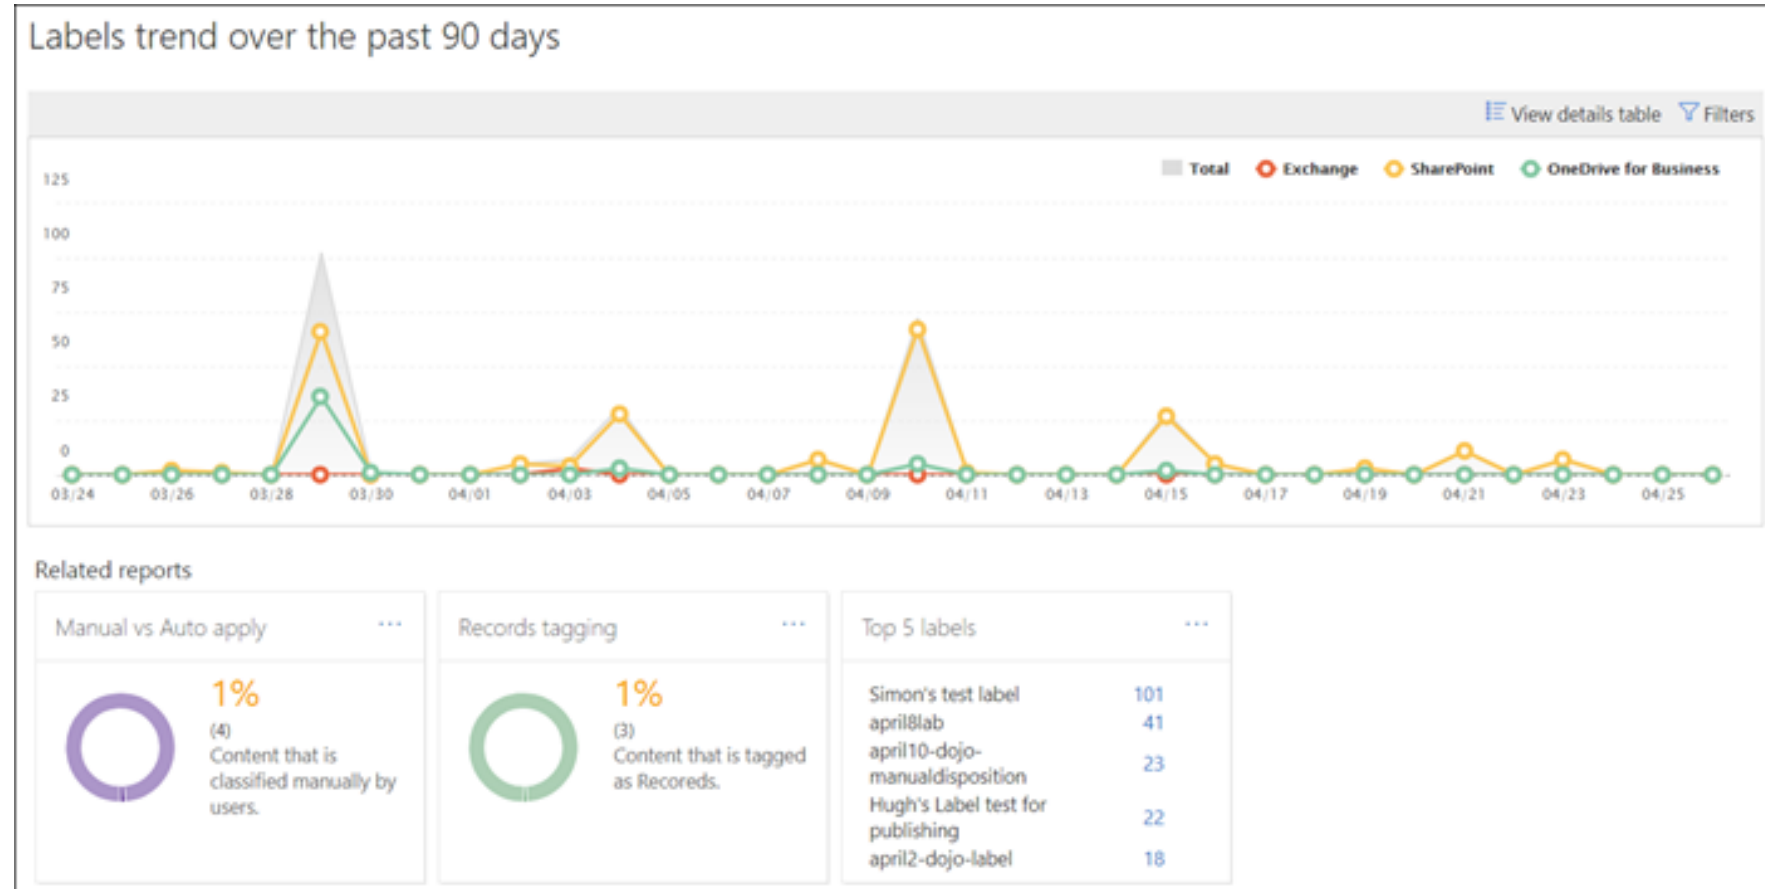 Labels trend over the past 90 days
View details table Filters
Total Exchange SharePoint OneDrive for Business
125
100
75
50
25
0
03/24 03/26 03/28 03/30 04/01 04/03 04/05 04/07 04/09 04/11 04/13 04/15 04/17 04/19 04/21 04/23 04/25
Related reports
Manual vs Auto apply ...
1%
(4)
Content that is
classified manually by
users.
Records tagging ...
1%
(3)
Content that is tagged
as Recoreds.
Top 5 labels ...
Simon's test label 101
april8lab 41
april10-dojo-
manualdisposition 23
Hugh's Label test for
publishing 22
april2-dojo-label 18